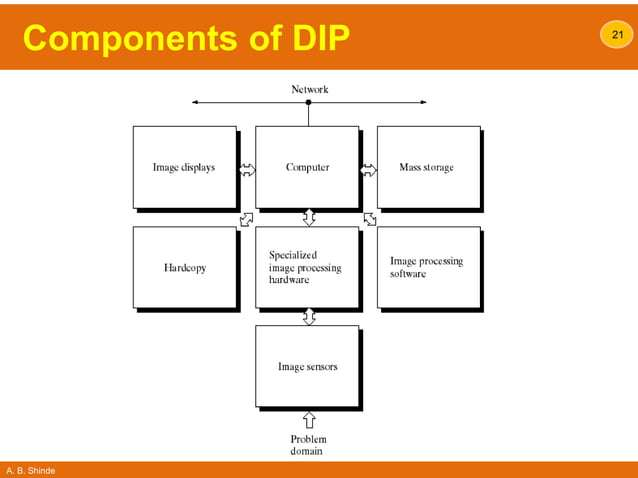 Components of DIP
21
Network
Image displays
Computer
Mass storage
Hardcopy
Specialized
image processing
hardware
Image processing
software
Image sensors
Problem
domain
A. B. Shinde